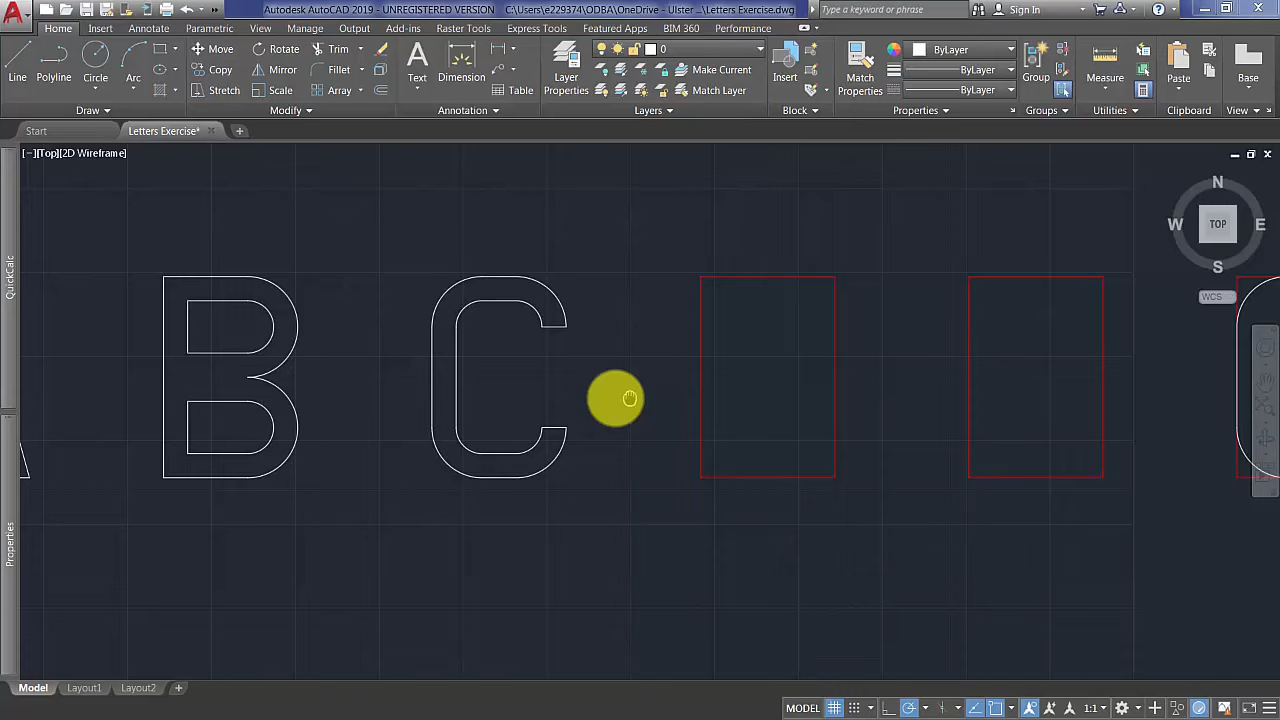 Autodesk AutoCAD 2019 - UNREGISTERED VERSION C:\Users\e229374\ODBA\OneDrive - Ulster ...\Letters Exercise.dwg
Type a keyword or phrase
Sign In
Home Insert Annotate Parametric View Manage Output Add-ins Raster Tools Express Tools Featured Apps BIM 360 Performance
Line Polyline Circle Arc
Move Rotate Trim
Copy Mirror Fillet
Stretch Scale Array
Text Dimension Table
Layer Properties
0
Make Current
Match Layer
Insert
Match Properties
ByLayer
ByLayer
ByLayer
Group Measure Paste Base
Draw Modify Annotation Layers Block Properties Groups Utilities Clipboard View
Start Letters Exercise*
[−][Top][2D Wireframe]
N
W TOP E
S
WCS
QuickCalc
Properties
B C
Model Layout1 Layout2
MODEL 1:1